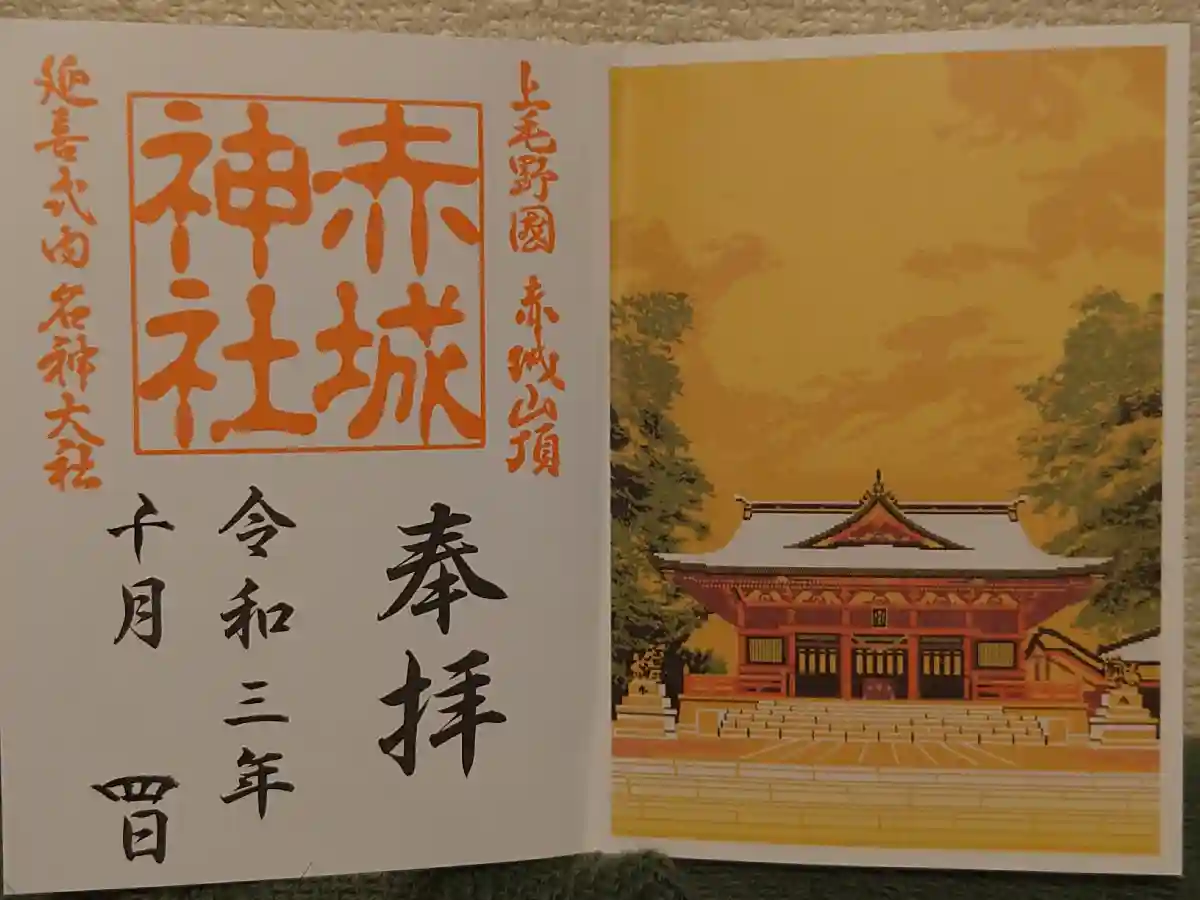 上毛野國 赤城山頂
赤城
神社
延喜式内 名神大社
奉拝
令和三年
十月 四日